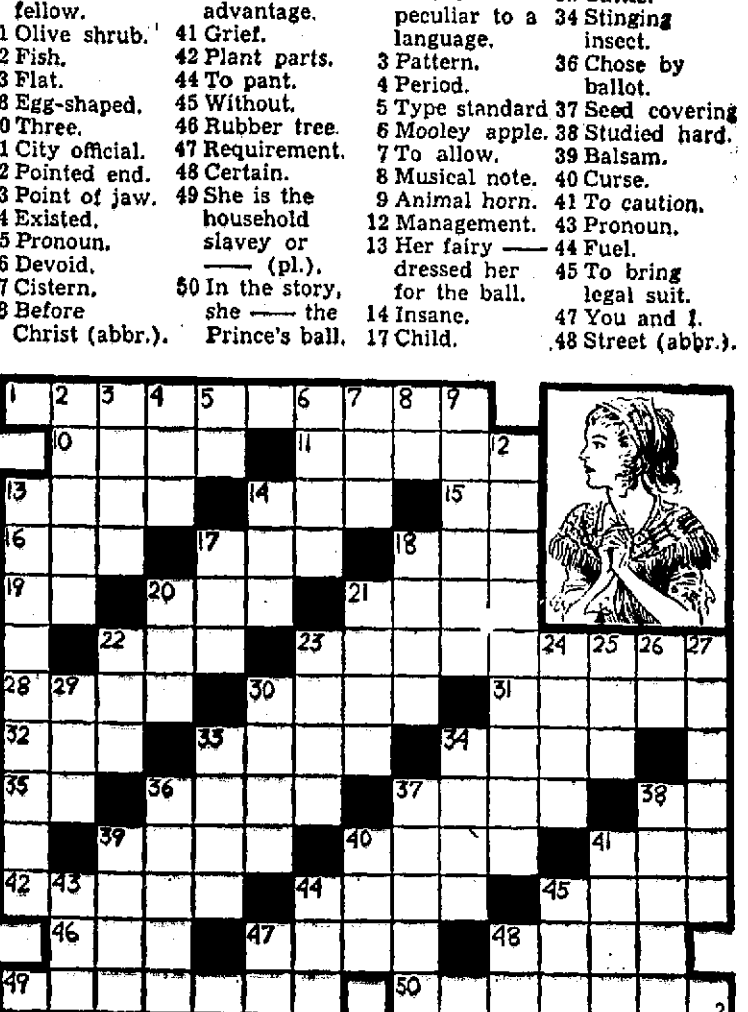 fellow.
1 Olive shrub.
2 Fish.
3 Flat.
8 Egg-shaped.
0 Three.
1 City official.
2 Pointed end.
3 Point of jaw.
4 Existed.
5 Pronoun.
6 Devoid.
7 Cistern.
8 Before
Christ (abbr.).
advantage.
41 Grief.
42 Plant parts.
44 To pant.
45 Without.
46 Rubber tree.
47 Requirement.
48 Certain.
49 She is the
household
slavey or
—— (pl.).
50 In the story,
she —— the
Prince's ball.
peculiar to a
language.
3 Pattern.
4 Period.
5 Type standard
6 Mooley apple.
7 To allow.
8 Musical note.
9 Animal horn.
12 Management.
13 Her fairy ——
dressed her
for the ball.
14 Insane.
17 Child.
34 Stinging
insect.
36 Chose by
ballot.
37 Seed covering
38 Studied hard.
39 Balsam.
40 Curse.
41 To caution.
43 Pronoun.
44 Fuel.
45 To bring
legal suit.
47 You and I.
48 Street (abbr.).
1 2 3 4 5 6 7 8 9
10 11 12
13 14 15
16 17 18
19 20 21
22 23 24 25 26 27
28 29 30 31
32 33 34
35 36 37 38
39 40 41
42 43 44 45
46 47 48
49 50
2